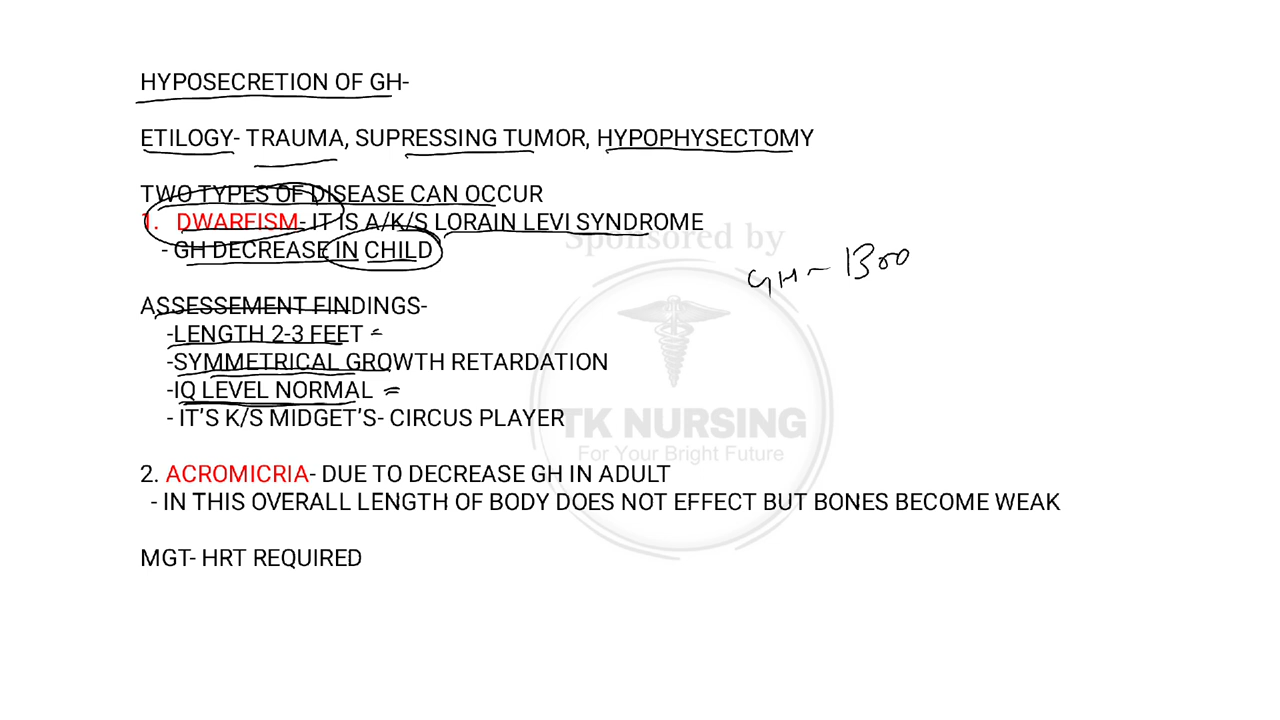 HYPOSECRETION OF GH-
ETILOGY- TRAUMA, SUPRESSING TUMOR, HYPOPHYSECTOMY
TWO TYPES OF DISEASE CAN OCCUR
1. DWARFISM- IT IS A/K/S LORAIN LEVI SYNDROME
- GH DECREASE IN CHILD
Sponsored by
GH -
ASSESSEMENT FINDINGS-
-LENGTH 2-3 FEET
-SYMMETRICAL GROWTH RETARDATION
-IQ LEVEL NORMAL
- IT'S K/S MIDGET'S- CIRCUS PLAYER
TK NURSING
For Your Bright Future
2. ACROMICRIA- DUE TO DECREASE GH IN ADULT
- IN THIS OVERALL LENGTH OF BODY DOES NOT EFFECT BUT BONES BECOME WEAK
MGT- HRT REQUIRED